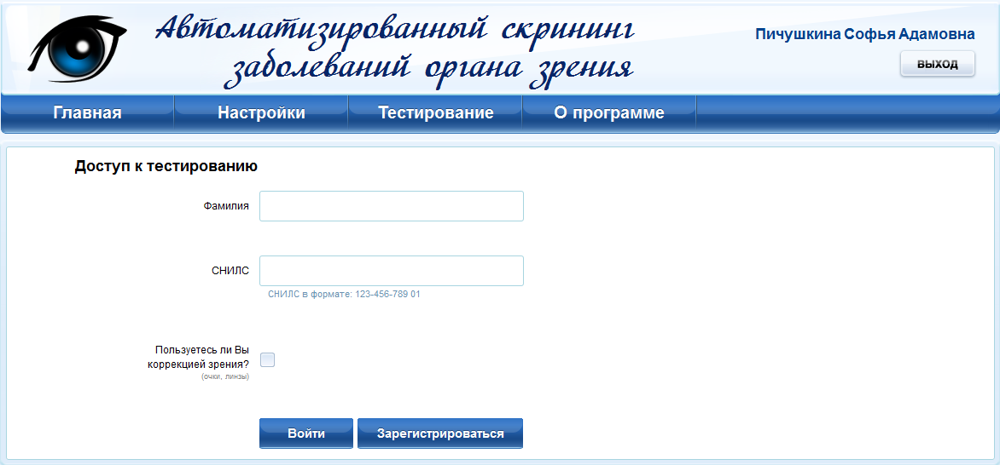 Автоматизированный скрининг
заболеваний органа зрения
Пичушкина Софья Адамовна
ВЫХОД
Главная
Настройки
Тестирование
О программе
Доступ к тестированию
Фамилия
СНИЛС
СНИЛС в формате: 123-456-789 01
Пользуетесь ли Вы
коррекцией зрения?
(очки, линзы)
Войти
Зарегистрироваться